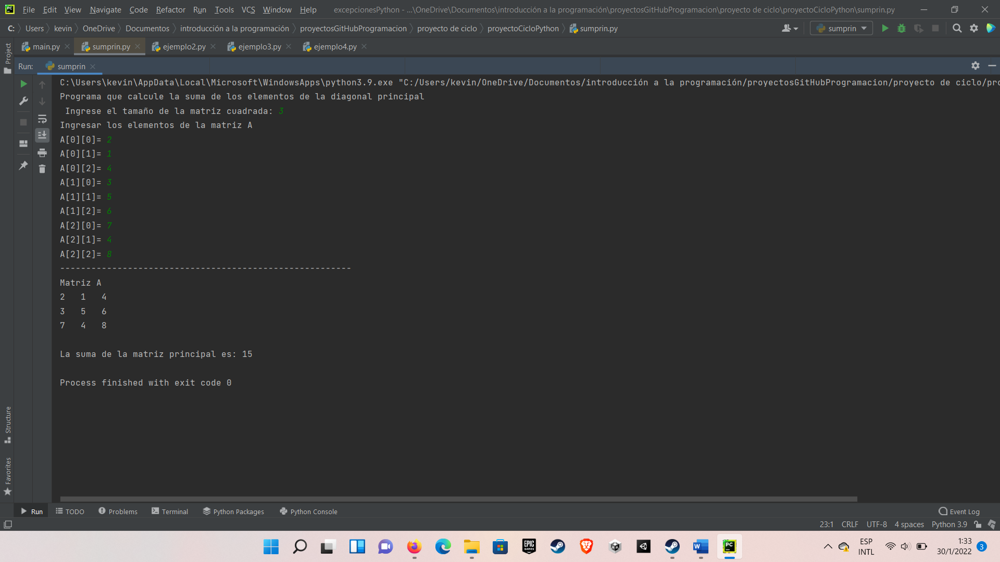 File Edit View Navigate Code Refactor Run Tools VCS Window Help excepcionesPython - ...\OneDrive\Documentos\introducción a la programación\proyectosGitHubProgramacion\proyecto de ciclo\proyectoCicloPython\sumprin.py
C: Users kevin OneDrive Documentos introducción a la programación proyectosGitHubProgramacion proyecto de ciclo proyectoCicloPython sumprin.py sumprin
main.py sumprin.py ejemplo2.py ejemplo3.py ejemplo4.py
Project
Run: sumprin
C:\Users\kevin\AppData\Local\Microsoft\WindowsApps\python3.9.exe "C:/Users/kevin/OneDrive/Documentos/introducción a la programación/proyectosGitHubProgramacion/proyecto de ciclo/pro
Programa que calcule la suma de los elementos de la diagonal principal
Ingrese el tamaño de la matriz cuadrada: 3
Ingresar los elementos de la matriz A
A[0][0]= 2
A[0][1]= 1
A[0][2]= 4
A[1][0]= 3
A[1][1]= 5
A[1][2]= 6
A[2][0]= 7
A[2][1]= 4
A[2][2]= 8
--------------------------------------------------------
Matriz A
2 1 4
3 5 6
7 4 8
La suma de la matriz principal es: 15
Process finished with exit code 0
Structure
Favorites
Run TODO Problems Terminal Python Packages Python Console Event Log
23:1 CRLF UTF-8 4 spaces Python 3.9
EPIC GAMES
PC
ESP
INTL
1:33
30/1/2022
3